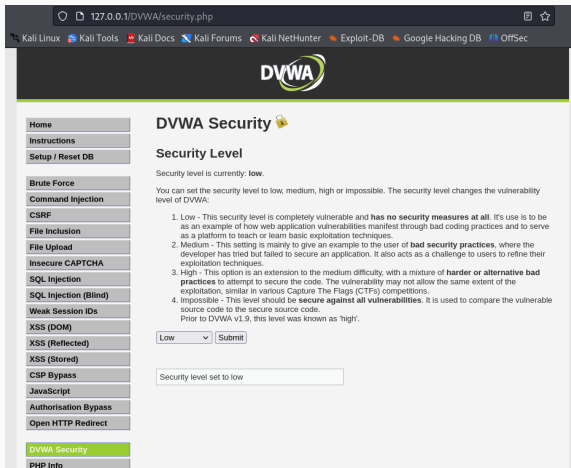 127.0.0.1/DVWA/security.php
Kali Linux Kali Tools Kali Docs Kali Forums Kali NetHunter Exploit-DB Google Hacking DB OffSec
DVWA
Home
Instructions
Setup / Reset DB
Brute Force
Command Injection
CSRF
File Inclusion
File Upload
Insecure CAPTCHA
SQL Injection
SQL Injection (Blind)
Weak Session IDs
XSS (DOM)
XSS (Reflected)
XSS (Stored)
CSP Bypass
JavaScript
Authorisation Bypass
Open HTTP Redirect
DVWA Security
PHP Info
DVWA Security
Security Level
Security level is currently: low.
You can set the security level to low, medium, high or impossible. The security level changes the vulnerability
level of DVWA:
1. Low - This security level is completely vulnerable and has no security measures at all. It's use is to be
as an example of how web application vulnerabilities manifest through bad coding practices and to serve
as a platform to teach or learn basic exploitation techniques.
2. Medium - This setting is mainly to give an example to the user of bad security practices, where the
developer has tried but failed to secure an application. It also acts as a challenge to users to refine their
exploitation techniques.
3. High - This option is an extension to the medium difficulty, with a mixture of harder or alternative bad
practices to attempt to secure the code. The vulnerability may not allow the same extent of the
exploitation, similar in various Capture The Flags (CTFs) competitions.
4. Impossible - This level should be secure against all vulnerabilities. It is used to compare the vulnerable
source code to the secure source code.
Prior to DVWA v1.9, this level was known as 'high'.
Low Submit
Security level set to low